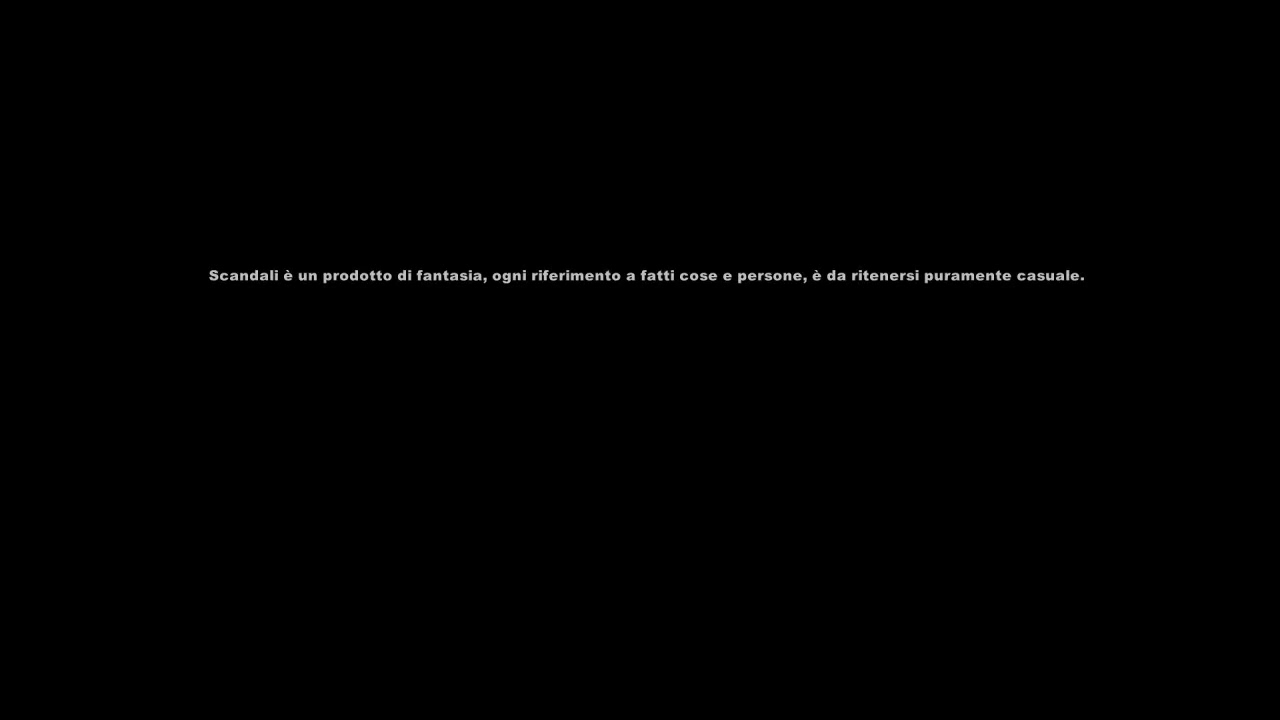 Scandali è un prodotto di fantasia, ogni riferimento a fatti cose e persone, è da ritenersi puramente casuale.